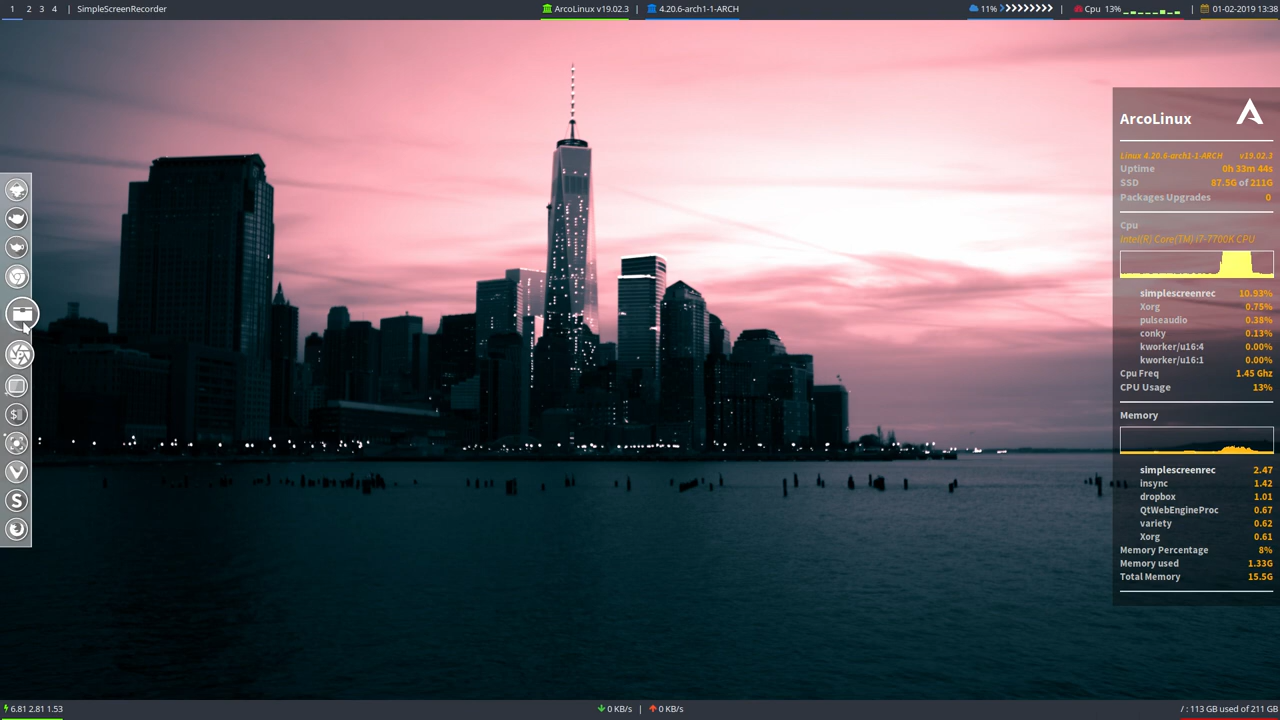 1 2 3 4 | SimpleScreenRecorder
ArcoLinux v19.02.3 | 4.20.6-arch1-1-ARCH
11% | Cpu 13% | 01-02-2019 13:38
ArcoLinux
Linux 4.20.6-arch1-1-ARCH v19.02.3
Uptime 0h 33m 44s
SSD 87.5G of 211G
Packages Upgrades 0
Cpu
Intel(R) Core(TM) i7-7700K CPU
simplescreenrec 10.93%
Xorg 0.75%
pulseaudio 0.38%
conky 0.13%
kworker/u16:4 0.00%
kworker/u16:1 0.00%
Cpu Freq 1.45 Ghz
CPU Usage 13%
Memory
simplescreenrec 2.47
insync 1.42
dropbox 1.01
QtWebEngineProc 0.67
variety 0.62
Xorg 0.61
Memory Percentage 8%
Memory used 1.33G
Total Memory 15.5G
6.81 2.81 1.53
0 KB/s | 0 KB/s
/ : 113 GB used of 211 GB